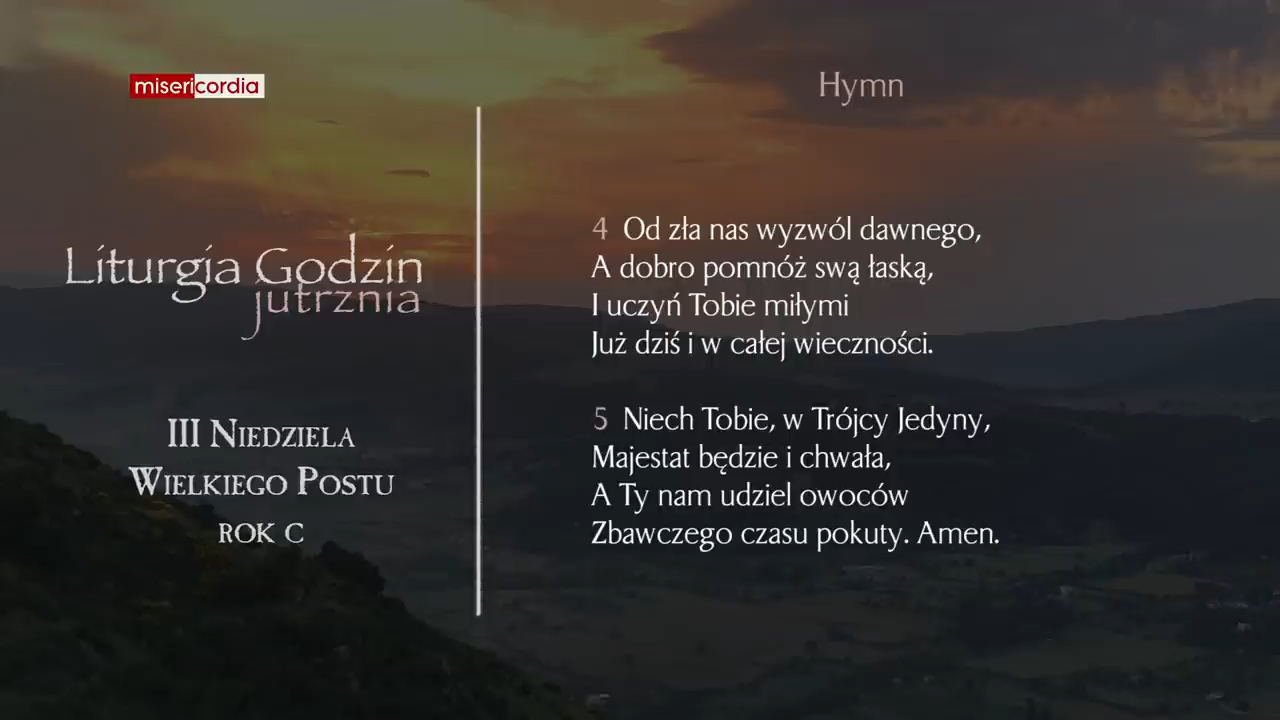 misericordia
Liturgia Godzin
jutrznia
III Niedziela
Wielkiego Postu
rok C
Hymn
4 Od zła nas wyzwól dawnego,
A dobro pomnóż swą łaską,
I uczyń Tobie miłymi
Już dziś i w całej wieczności.
5 Niech Tobie, w Trójcy Jedyny,
Majestat będzie i chwała,
A Ty nam udziel owoców
Zbawczego czasu pokuty. Amen.